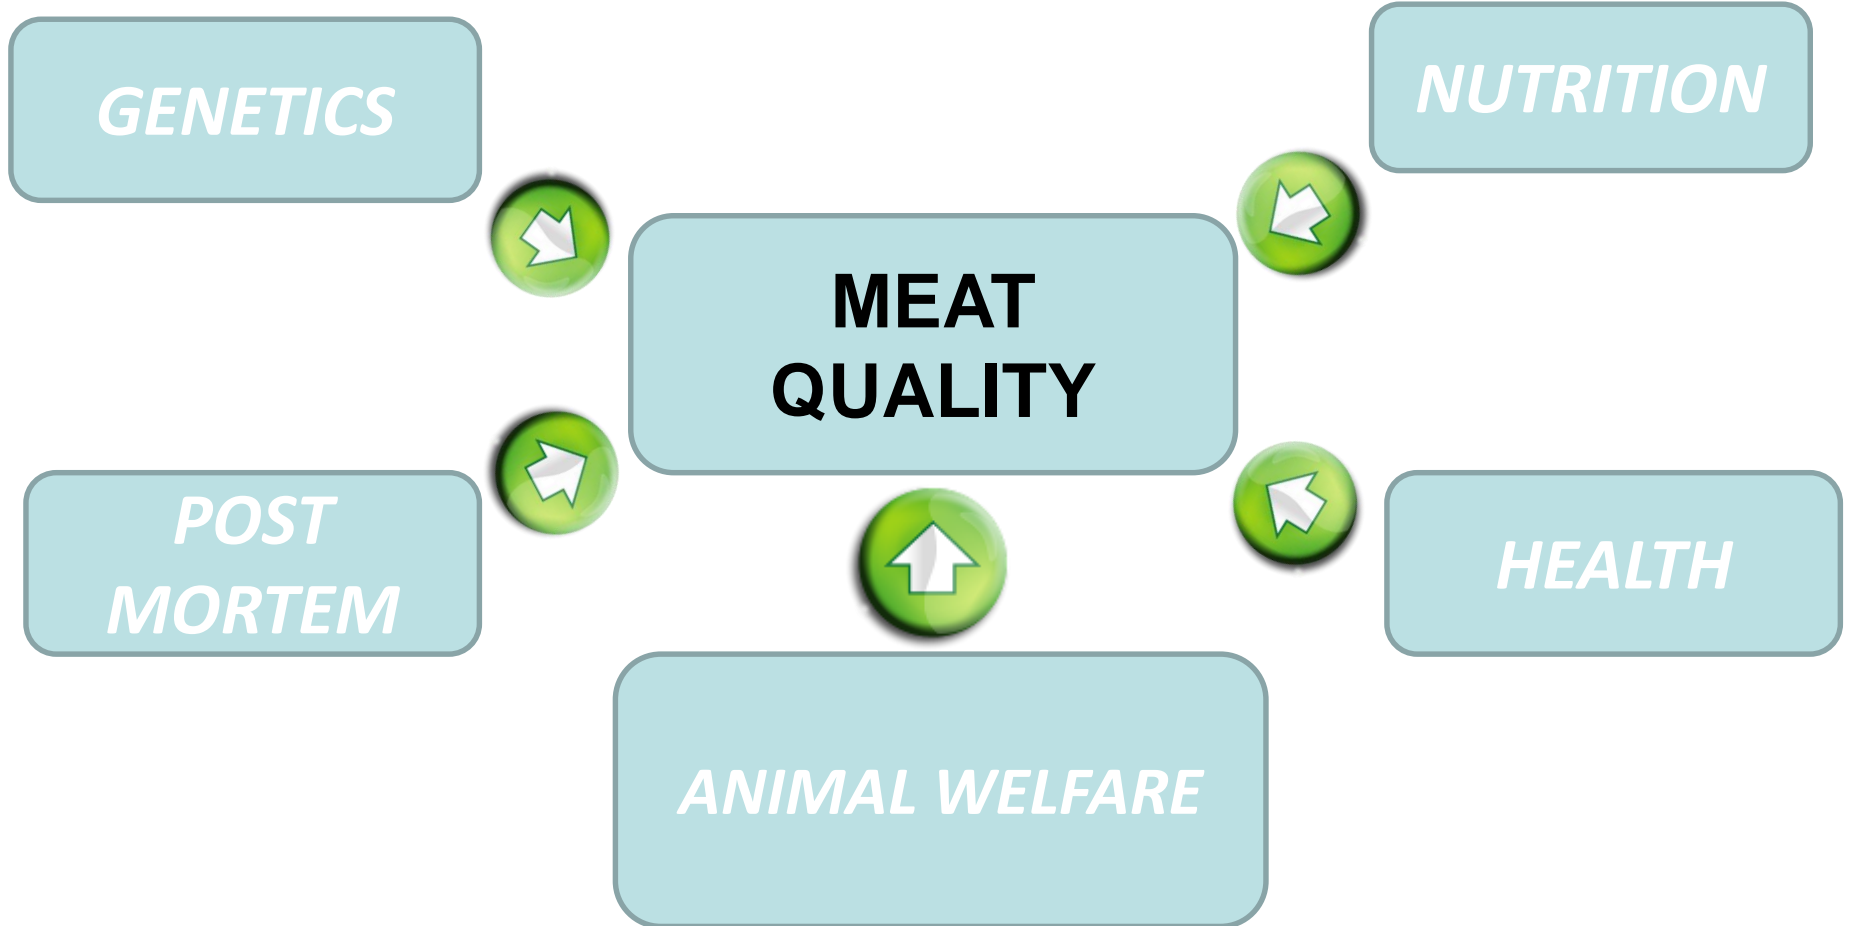 GENETICS
NUTRITION
MEAT
QUALITY
POST
MORTEM
HEALTH
ANIMAL WELFARE